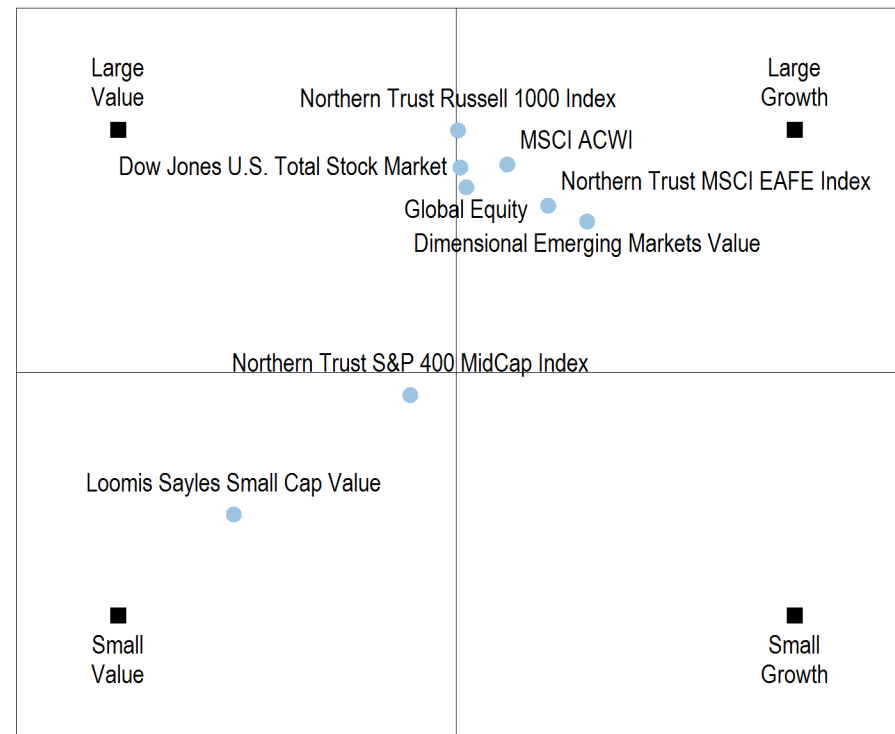 Large
Value
Large
Growth
Northern Trust Russell 1000 Index
MSCI ACWI
Dow Jones U.S. Total Stock Market
Northern Trust MSCI EAFE Index
Global Equity
Dimensional Emerging Markets Value
Northern Trust S&P 400 MidCap Index
Loomis Sayles Small Cap Value
Small
Value
Small
Growth